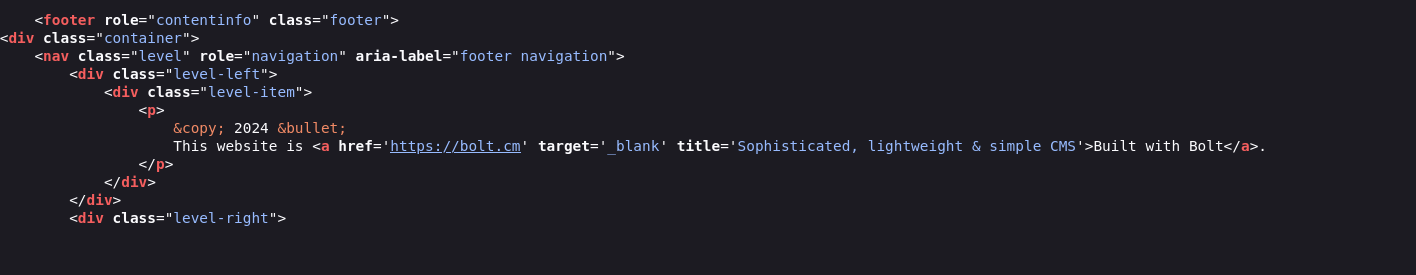 <footer role="contentinfo" class="footer">
<div class="container">
<nav class="level" role="navigation" aria-label="footer navigation">
<div class="level-left">
<div class="level-item">
<p>
&copy; 2024 &bullet;
This website is <a href='https://bolt.cm' target='_blank' title='Sophisticated, lightweight & simple CMS'>Built with Bolt</a>.
</p>
</div>
</div>
<div class="level-right">